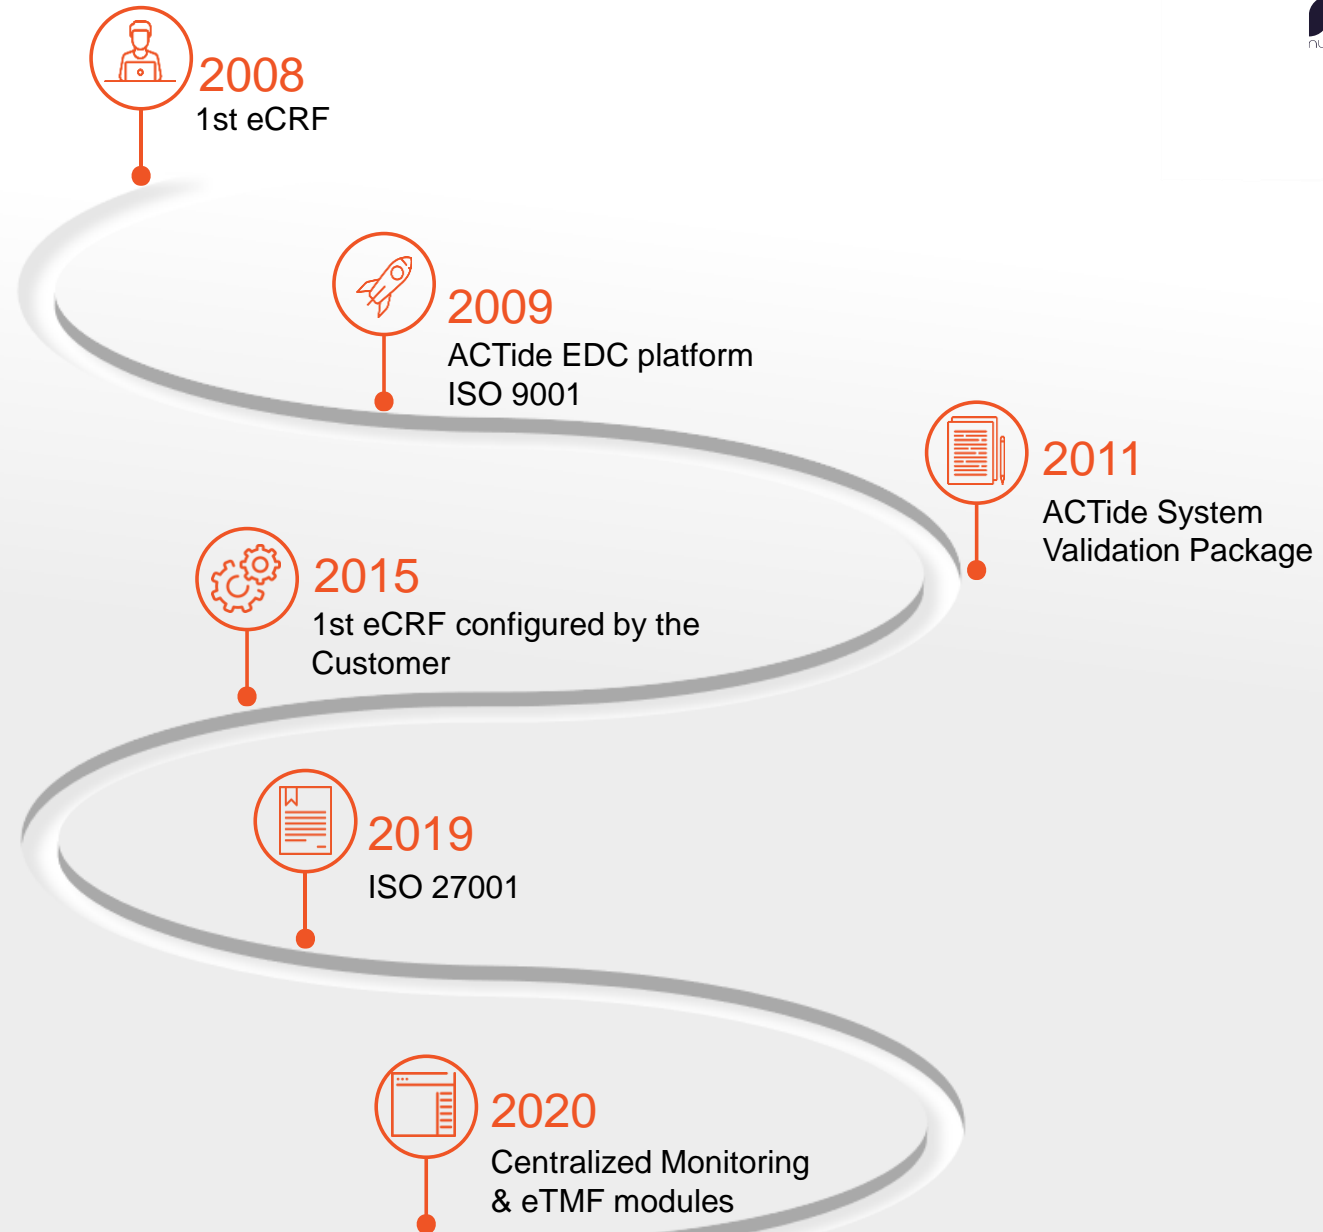 2008
1st eCRF
2009
ACTide EDC platform
ISO 9001
2011
ACTide System
Validation Package
2015
1st eCRF configured by the
Customer
2019
ISO 27001
2020
Centralized Monitoring
& eTMF modules